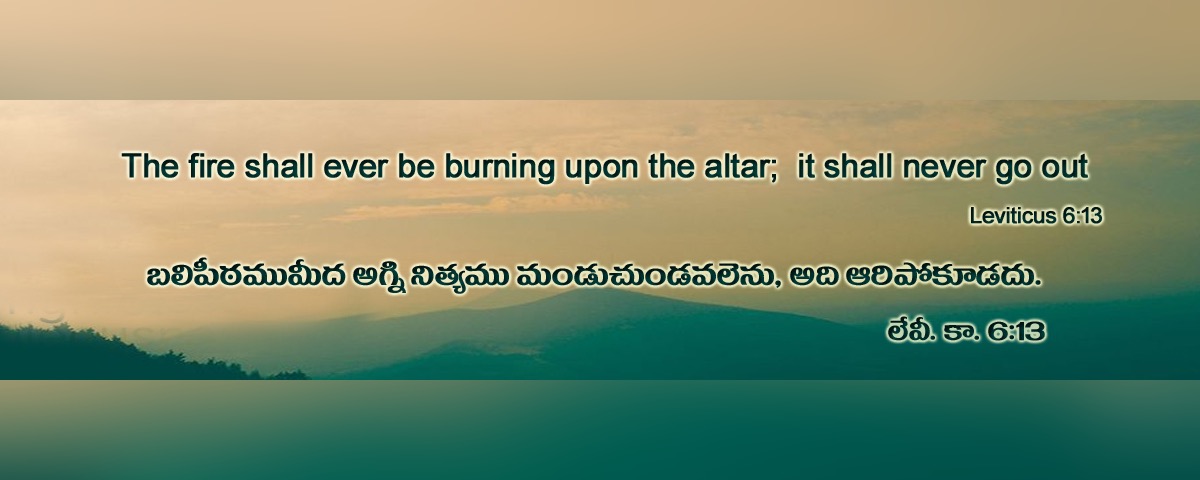 The fire shall ever be burning upon the altar;  it shall never go out
Leviticus 6:13
బలిపీఠముమీద అగ్ని నిత్యము మండుచుండవలెను, అది ఆరిపోకూడదు.
లేవీ. కా. 6:13